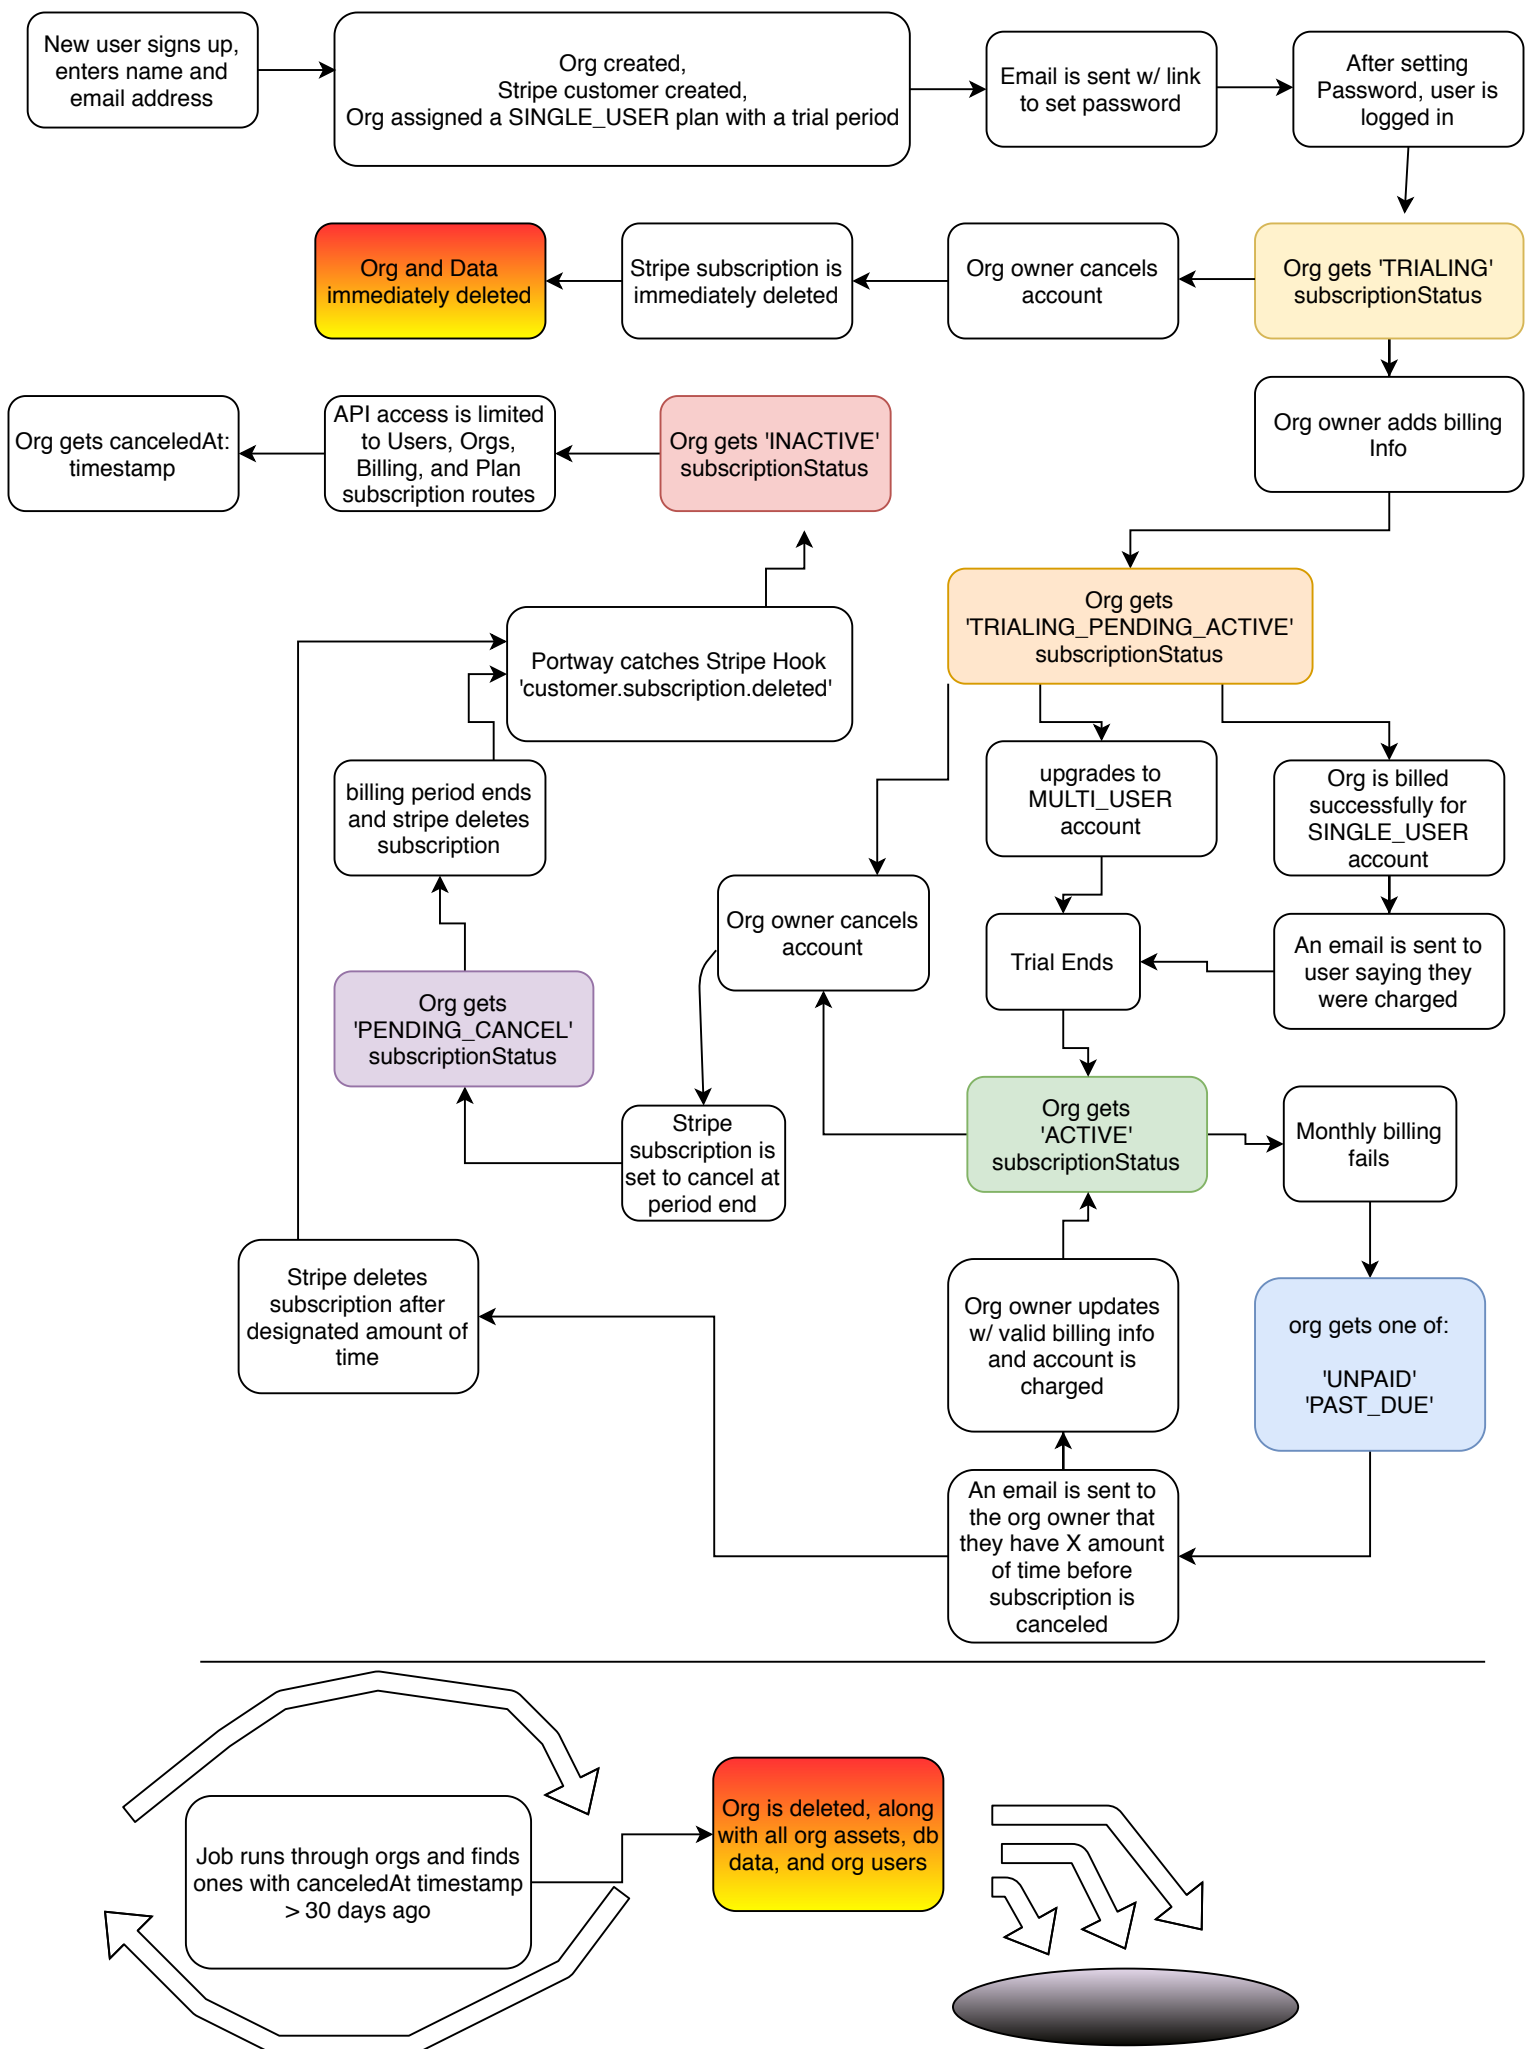 New user signs up,
enters name and
email address
Org created,
Stripe customer created,
Org assigned a SINGLE_USER plan with a trial period
Email is sent w/ link
to set password
After setting
Password, user is
logged in
Org and Data
immediately deleted
Stripe subscription is
immediately deleted
Org owner cancels
account
Org gets 'TRIALING'
subscriptionStatus
Org gets canceledAt:
timestamp
API access is limited
to Users, Orgs,
Billing, and Plan
subscription routes
Org gets 'INACTIVE'
subscriptionStatus
Org owner adds billing
Info
Org gets
'TRIALING_PENDING_ACTIVE'
subscriptionStatus
Portway catches Stripe Hook
'customer.subscription.deleted'
billing period ends
and stripe deletes
subscription
upgrades to
MULTI_USER
account
Org is billed
successfully for
SINGLE_USER
account
Org owner cancels
account
Trial Ends
An email is sent to
user saying they
were charged
Org gets
'PENDING_CANCEL'
subscriptionStatus
Stripe
subscription is
set to cancel at
period end
Org gets
'ACTIVE'
subscriptionStatus
Monthly billing
fails
Stripe deletes
subscription after
designated amount of
time
Org owner updates
w/ valid billing info
and account is
charged
org gets one of:
'UNPAID'
'PAST_DUE'
An email is sent to
the org owner that
they have X amount
of time before
subscription is
canceled
Job runs through orgs and finds
ones with canceledAt timestamp
> 30 days ago
Org is deleted, along
with all org assets, db
data, and org users